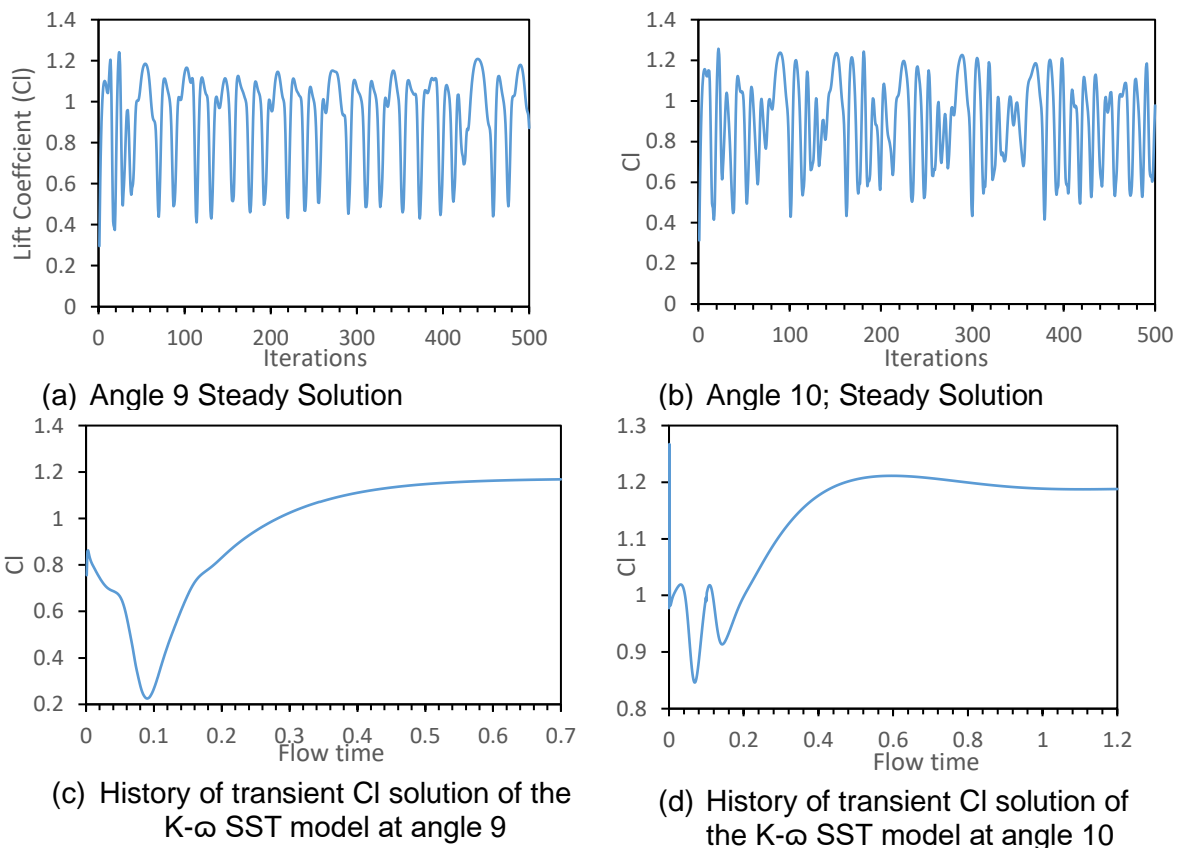 1.4
1.2
1
0.8
0.6
0.4
0.2
0
Lift Coeffcient (Cl)
0 100 200 300 400 500
Iterations
(a) Angle 9 Steady Solution
1.4
1.2
1
0.8
0.6
0.4
0.2
0
Cl
0 100 200 300 400 500
Iterations
(b) Angle 10; Steady Solution
1.4
1.2
1
0.8
0.6
0.4
0.2
Cl
0 0.1 0.2 0.3 0.4 0.5 0.6 0.7
Flow time
(c) History of transient Cl solution of the
K-ω SST model at angle 9
1.3
1.2
1.1
1
0.9
0.8
Cl
0 0.2 0.4 0.6 0.8 1 1.2
Flow time
(d) History of transient Cl solution of
the K-ω SST model at angle 10